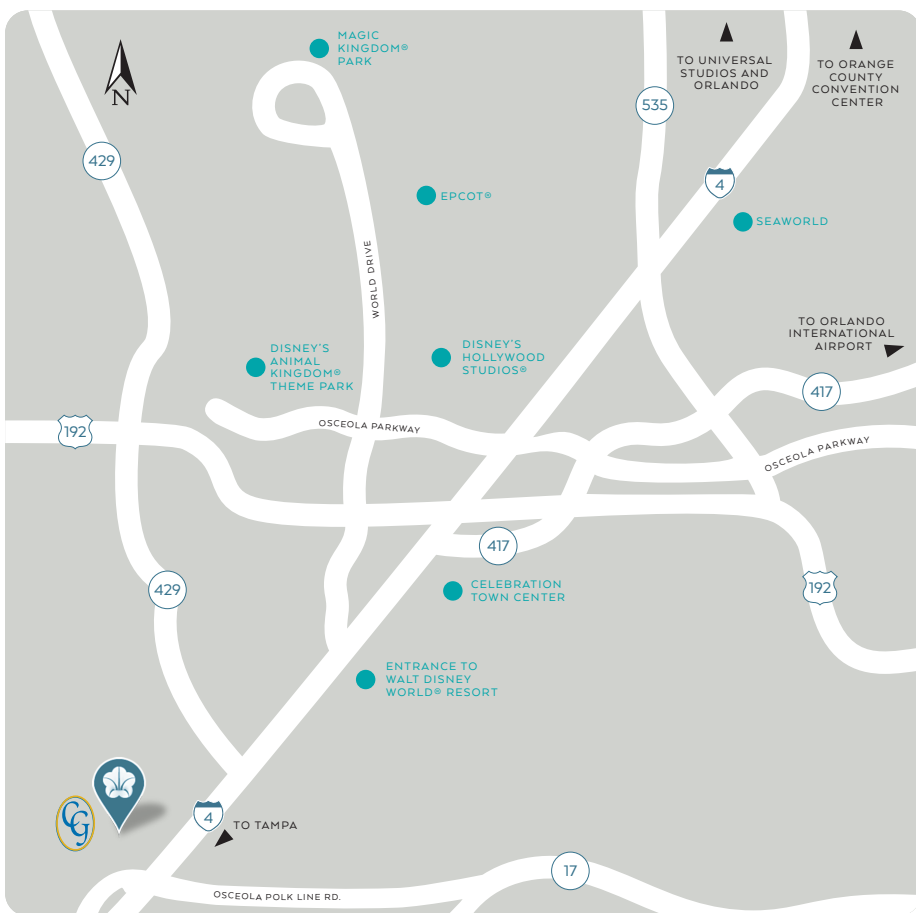 MAGIC
KINGDOM®
PARK
N
TO UNIVERSAL
STUDIOS AND
ORLANDO
TO ORANGE
COUNTY
CONVENTION
CENTER
535
429
4
EPCOT®
SEAWORLD
WORLD DRIVE
TO ORLANDO
INTERNATIONAL
AIRPORT
DISNEY'S
ANIMAL
KINGDOM®
THEME PARK
DISNEY'S
HOLLYWOOD
STUDIOS®
417
192
OSCEOLA PARKWAY
OSCEOLA PARKWAY
417
CELEBRATION
TOWN CENTER
429
192
ENTRANCE TO
WALT DISNEY
WORLD® RESORT
CG
4
TO TAMPA
17
OSCEOLA POLK LINE RD.